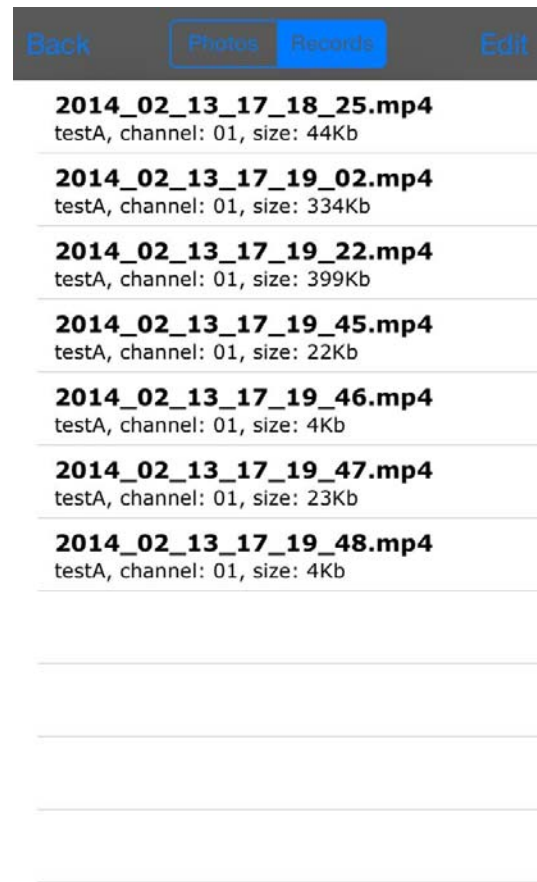 Back Photos Records Edit
2014_02_13_17_18_25.mp4
testA, channel: 01, size: 44Kb
2014_02_13_17_19_02.mp4
testA, channel: 01, size: 334Kb
2014_02_13_17_19_22.mp4
testA, channel: 01, size: 399Kb
2014_02_13_17_19_45.mp4
testA, channel: 01, size: 22Kb
2014_02_13_17_19_46.mp4
testA, channel: 01, size: 4Kb
2014_02_13_17_19_47.mp4
testA, channel: 01, size: 23Kb
2014_02_13_17_19_48.mp4
testA, channel: 01, size: 4Kb